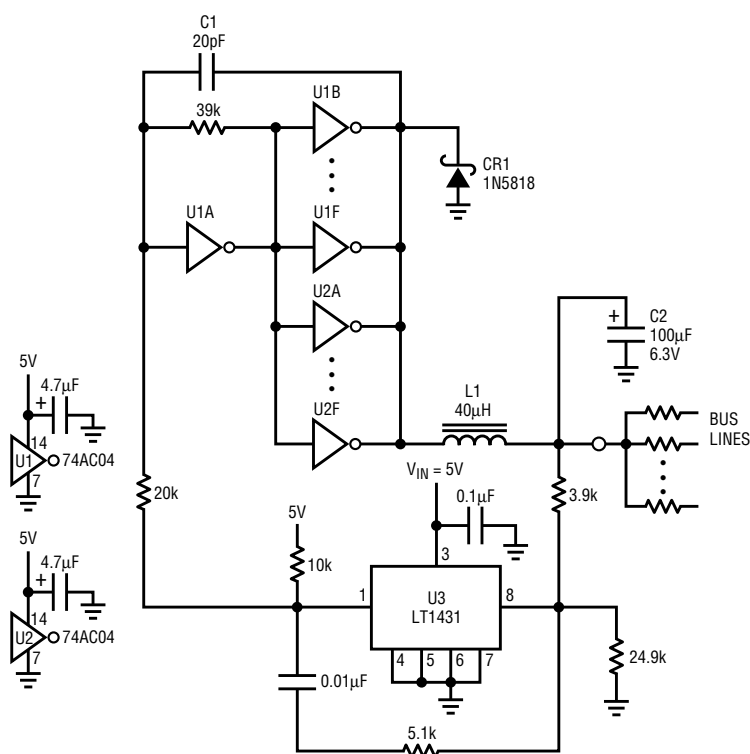 C1
20pF
U1B
39k
CR1
1N5818
U1A
U1F
U2A
+
C2
100µF
6.3V
5V
4.7µF
+
14
U1
74AC04
7
U2F
L1
40µH
BUS
LINES
VIN = 5V
20k
0.1µF
3.9k
5V
10k
3
5V
4.7µF
+
14
U2
74AC04
7
1
U3
LT1431
8
4
5
6
7
24.9k
0.01µF
5.1k